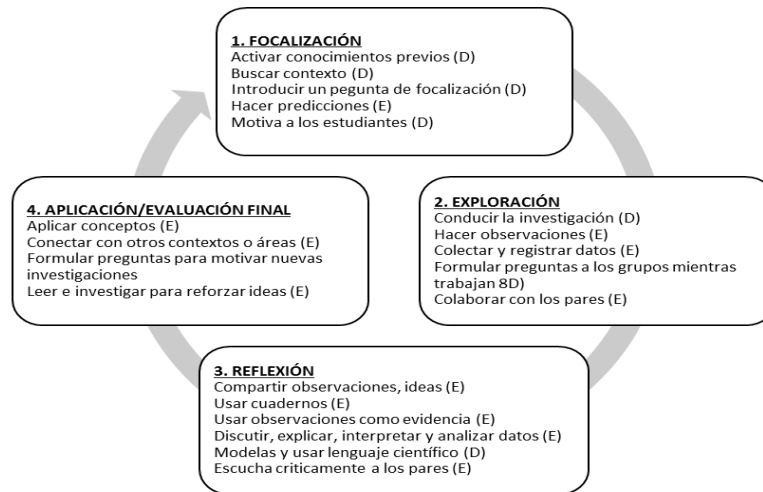 1. FOCALIZACIÓN
Activar conocimientos previos (D)
Buscar contexto (D)
Introducir un pegunta de focalización (D)
Hacer predicciones (E)
Motiva a los estudiantes (D)
2. EXPLORACIÓN
Conducir la investigación (D)
Hacer observaciones (E)
Colectar y registrar datos (E)
Formular preguntas a los grupos mientras
trabajan 8D)
Colaborar con los pares (E)
3. REFLEXIÓN
Compartir observaciones, ideas (E)
Usar cuadernos (E)
Usar observaciones como evidencia (E)
Discutir, explicar, interpretar y analizar datos (E)
Modelas y usar lenguaje científico (D)
Escucha criticamente a los pares (E)
4. APLICACIÓN/EVALUACIÓN FINAL
Aplicar conceptos (E)
Conectar con otros contextos o áreas (E)
Formular preguntas para motivar nuevas
investigaciones
Leer e investigar para reforzar ideas (E)